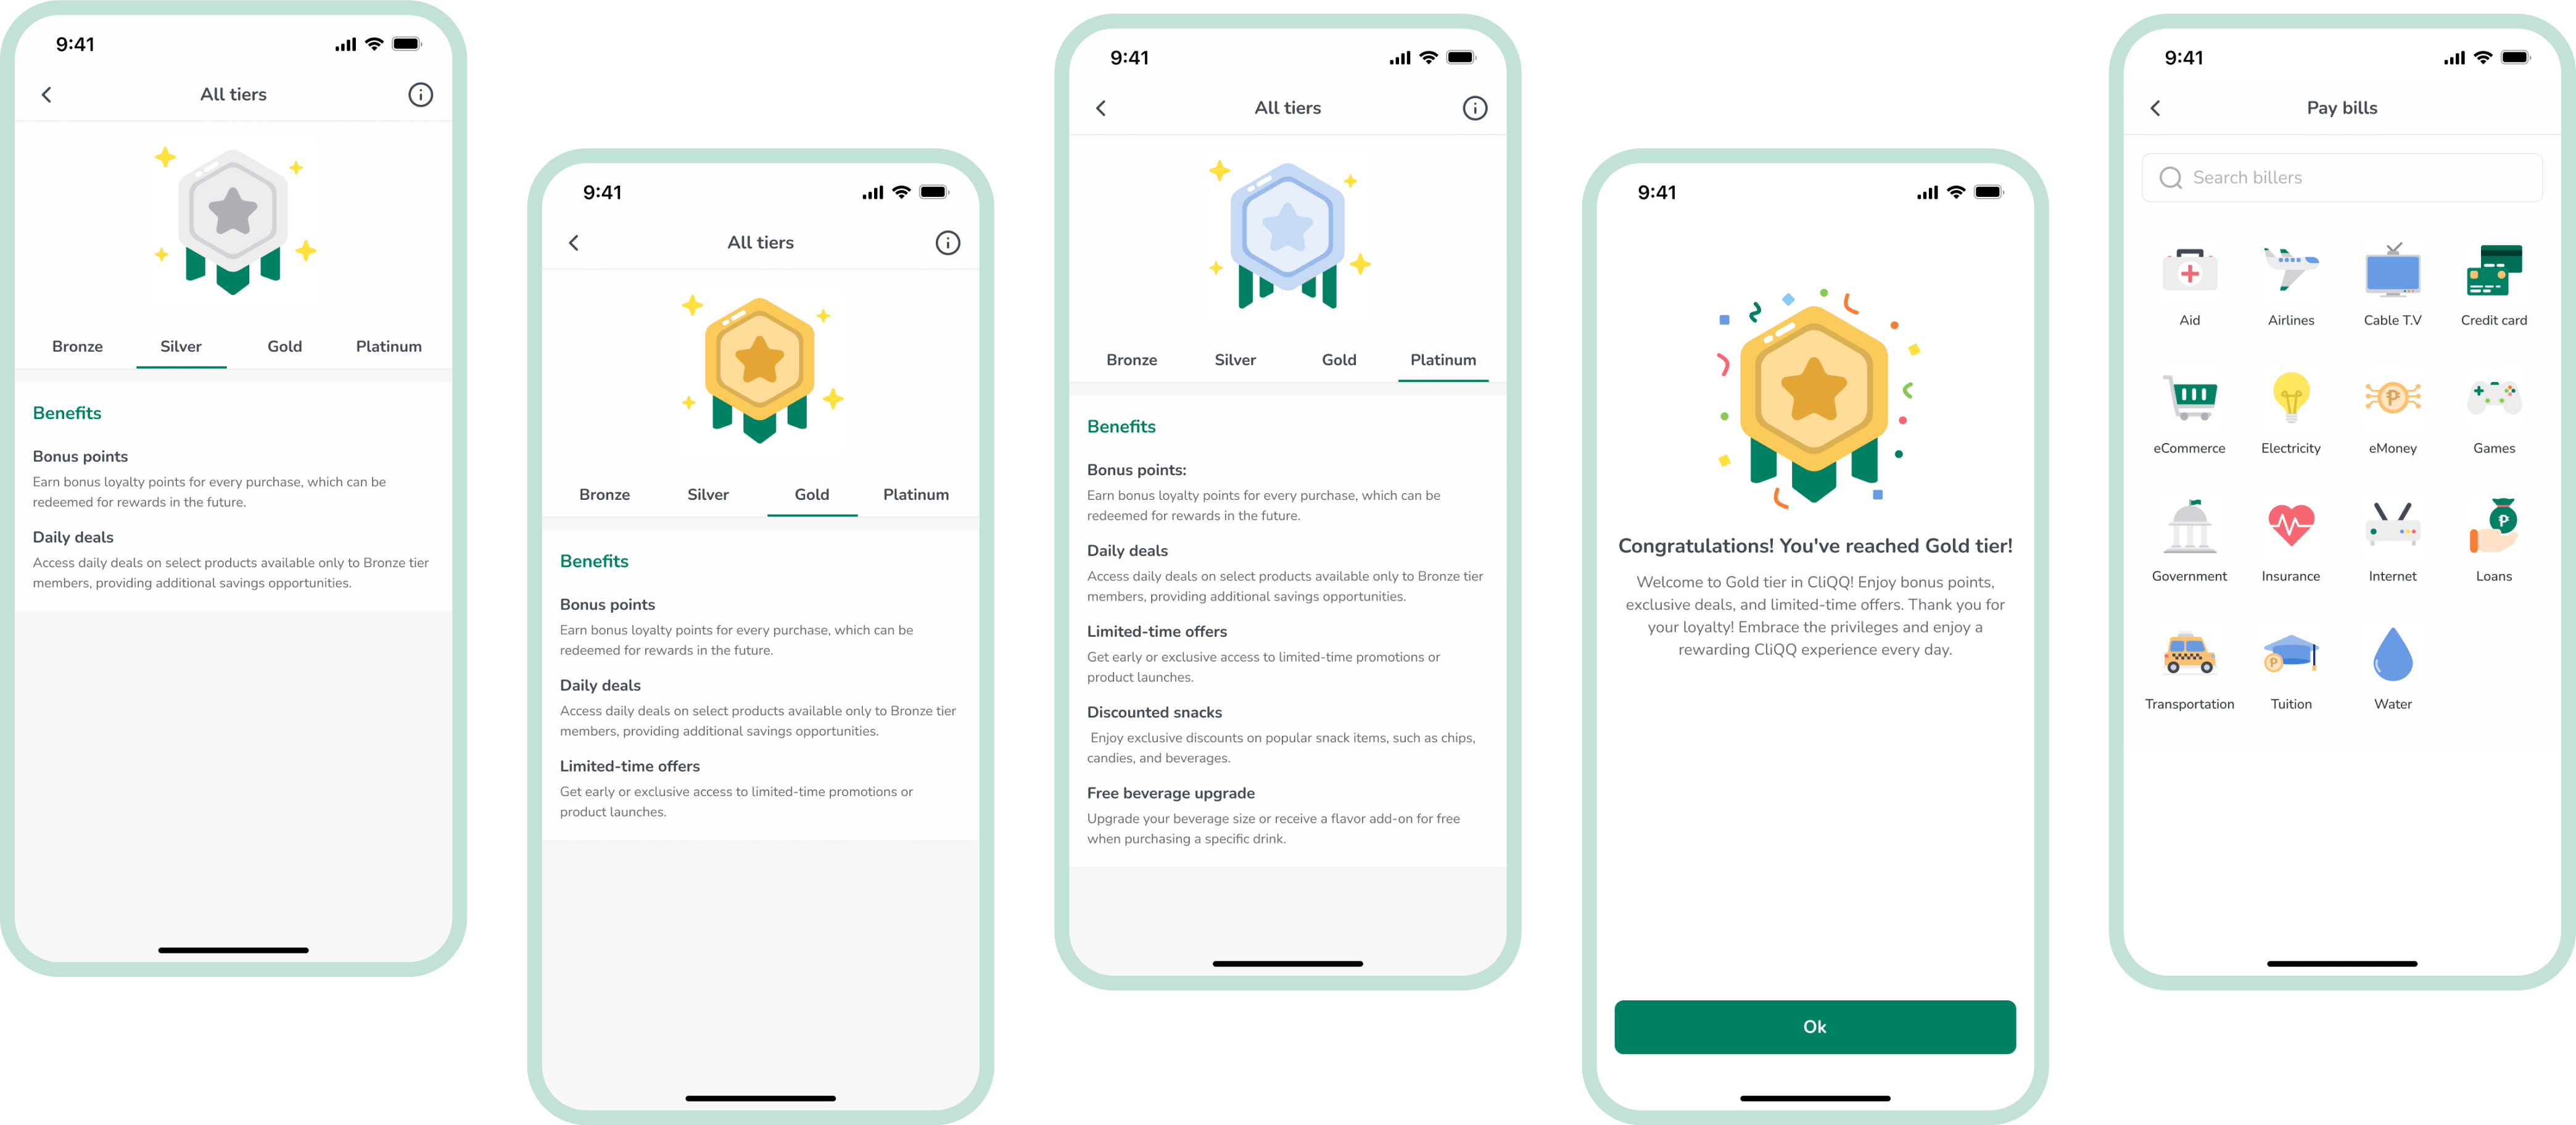 9:41
All tiers
Bronze Silver Gold Platinum
Benefits
Bonus points
Earn bonus loyalty points for every purchase, which can be
redeemed for rewards in the future.
Daily deals
Access daily deals on select products available only to Bronze tier
members, providing additional savings opportunities.
9:41
All tiers
Bronze Silver Gold Platinum
Benefits
Bonus points
Earn bonus loyalty points for every purchase, which can be
redeemed for rewards in the future.
Daily deals
Access daily deals on select products available only to Bronze tier
members, providing additional savings opportunities.
Limited-time offers
Get early or exclusive access to limited-time promotions or
product launches.
9:41
All tiers
Bronze Silver Gold Platinum
Benefits
Bonus points:
Earn bonus loyalty points for every purchase, which can be
redeemed for rewards in the future.
Daily deals
Access daily deals on select products available only to Bronze tier
members, providing additional savings opportunities.
Limited-time offers
Get early or exclusive access to limited-time promotions or
product launches.
Discounted snacks
Enjoy exclusive discounts on popular snack items, such as chips,
candies, and beverages.
Free beverage upgrade
Upgrade your beverage size or receive a flavor add-on for free
when purchasing a specific drink.
9:41
Congratulations! You've reached Gold tier!
Welcome to Gold tier in CliQQ! Enjoy bonus points,
exclusive deals, and limited-time offers. Thank you for
your loyalty! Embrace the privileges and enjoy a
rewarding CliQQ experience every day.
Ok
9:41
Pay bills
Search billers
Aid Airlines Cable T.V Credit card
eCommerce Electricity eMoney Games
Government Insurance Internet Loans
Transportation Tuition Water